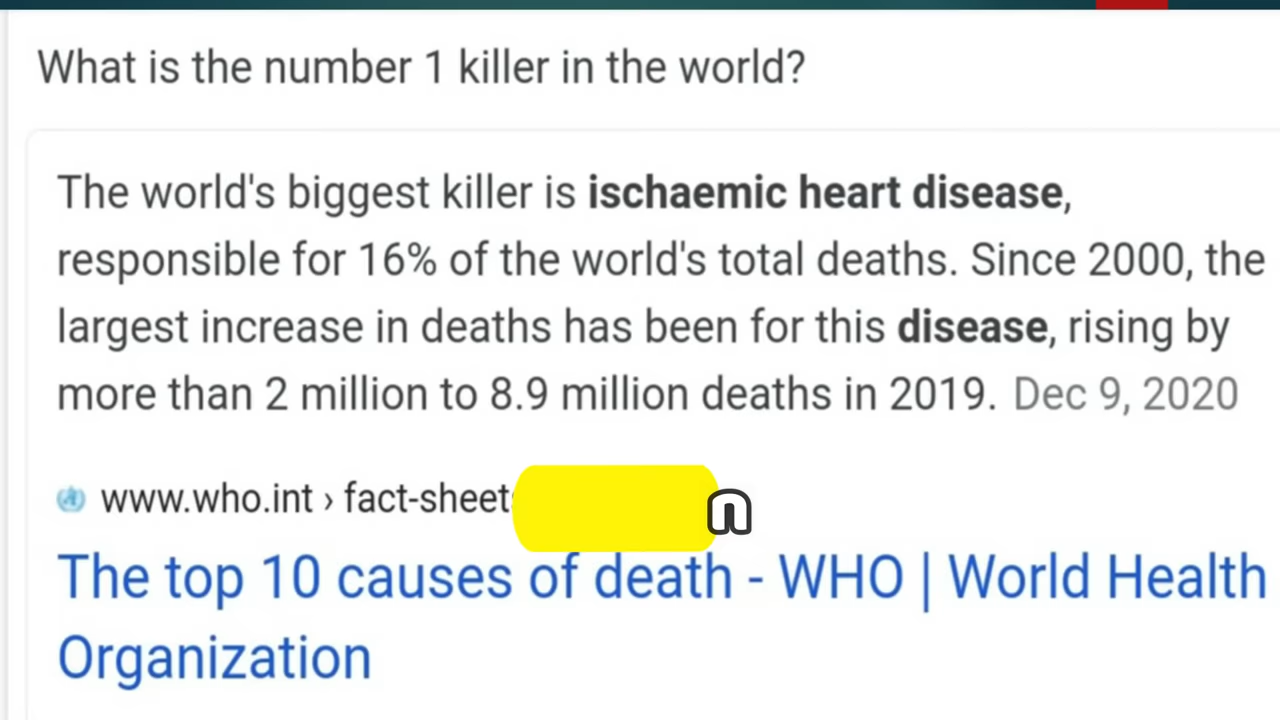 What is the number 1 killer in the world?
The world's biggest killer is ischaemic heart disease,
responsible for 16% of the world's total deaths. Since 2000, the
largest increase in deaths has been for this disease, rising by
more than 2 million to 8.9 million deaths in 2019. Dec 9, 2020
www.who.int › fact-sheets
The top 10 causes of death - WHO | World Health
Organization